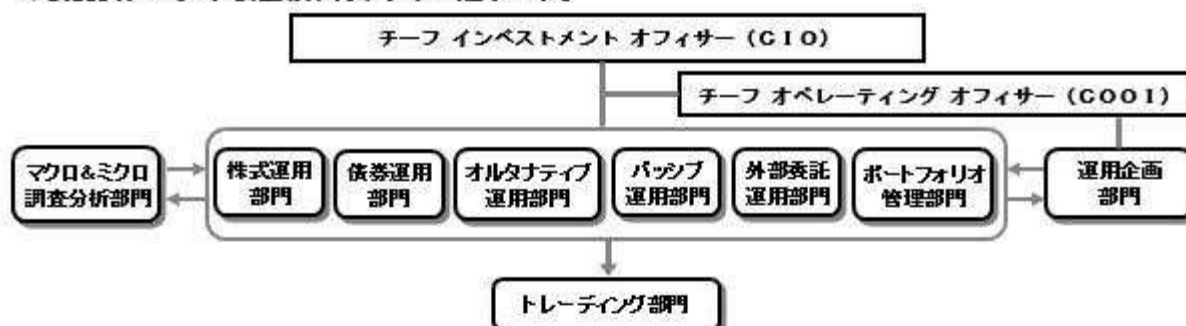 チーフ インベストメント オフィサー（CIO）
チーフ オペレーティング オフィサー（COOI）
マクロ&ミクロ
調査分析部門
株式運用
部門
債券運用
部門
オルタナティブ
運用部門
パッシブ
運用部門
外部委託
運用部門
ポートフォリオ
管理部門
運用企画
部門
トレーディング部門